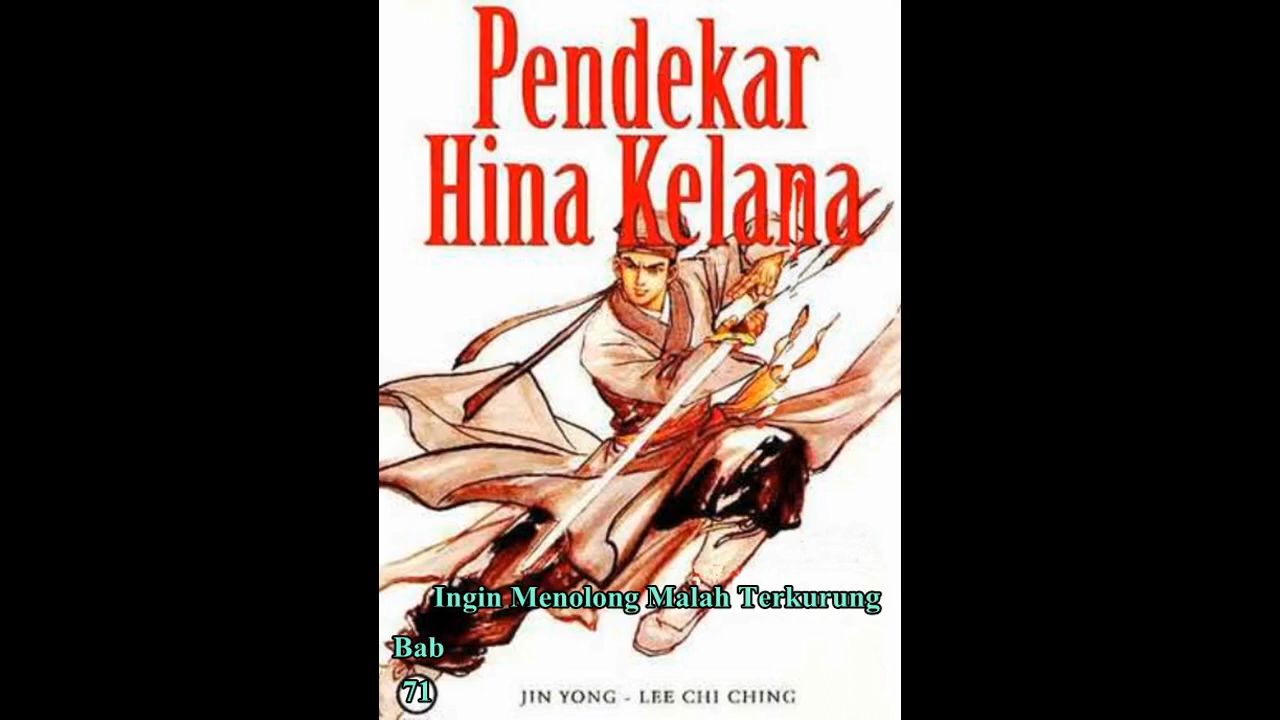 Pendekar
Hina Kelana
Ingin Menolong Malah Terkurung
Bab
71
JIN YONG - LEE CHI CHING